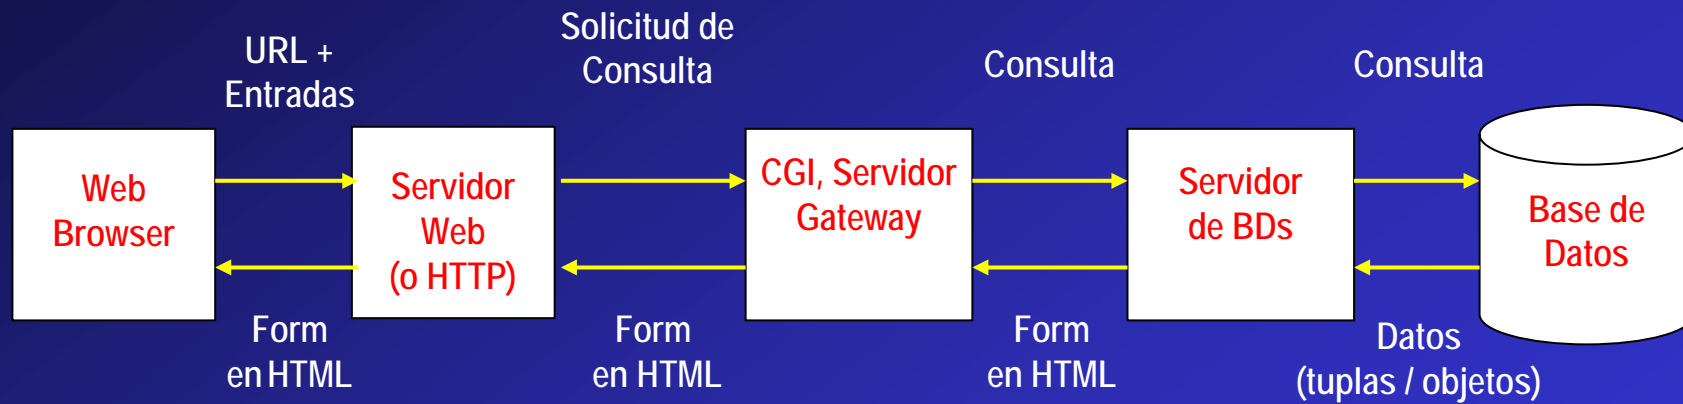 URL +
Entradas
Solicitud de
Consulta
Consulta
Consulta
Web
Browser
Servidor
Web
(o HTTP)
CGI, Servidor
Gateway
Servidor
de BDs
Base de
Datos
Form
en HTML
Form
en HTML
Form
en HTML
Datos
(tuplas / objetos)